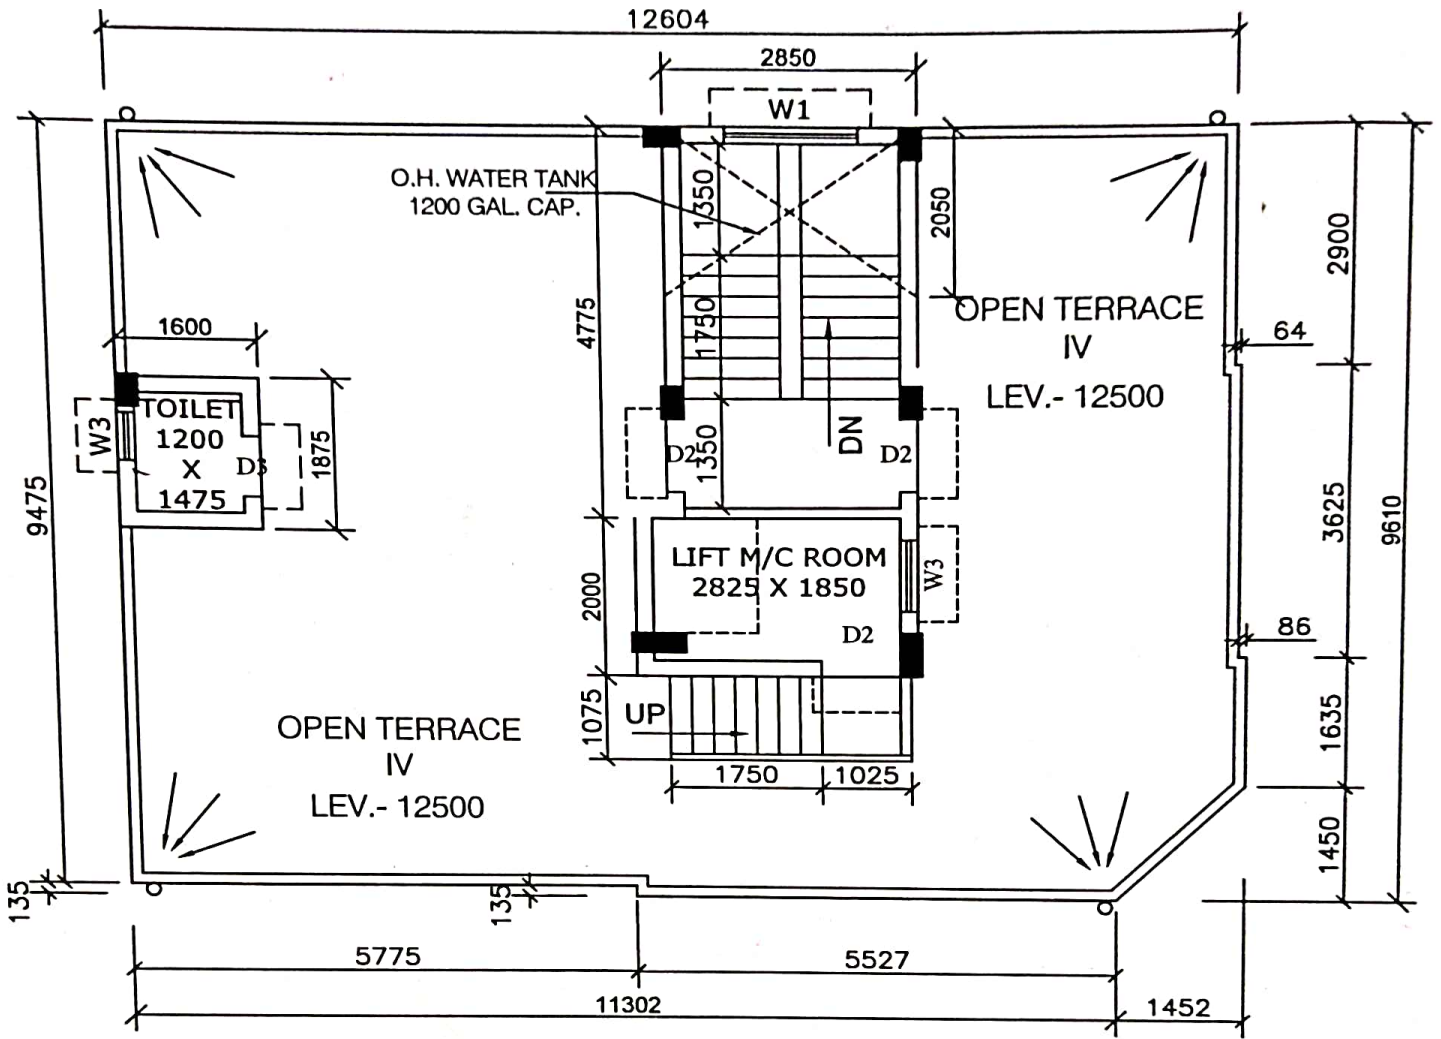 12604
2850
W1
O.H. WATER TANK
1200 GAL. CAP.
1350
2050
2900
OPEN TERRACE
IV
LEV.- 12500
64
1600
4775
1750
W3
TOILET
1200
X
1475
D3
1875
D2
1350
DN
D2
9475
3625
9610
LIFT M/C ROOM
2825 X 1850
W3
2000
D2
86
UP
1075
1635
OPEN TERRACE
IV
LEV.- 12500
1750
1025
1450
135
135
5775
5527
11302
1452